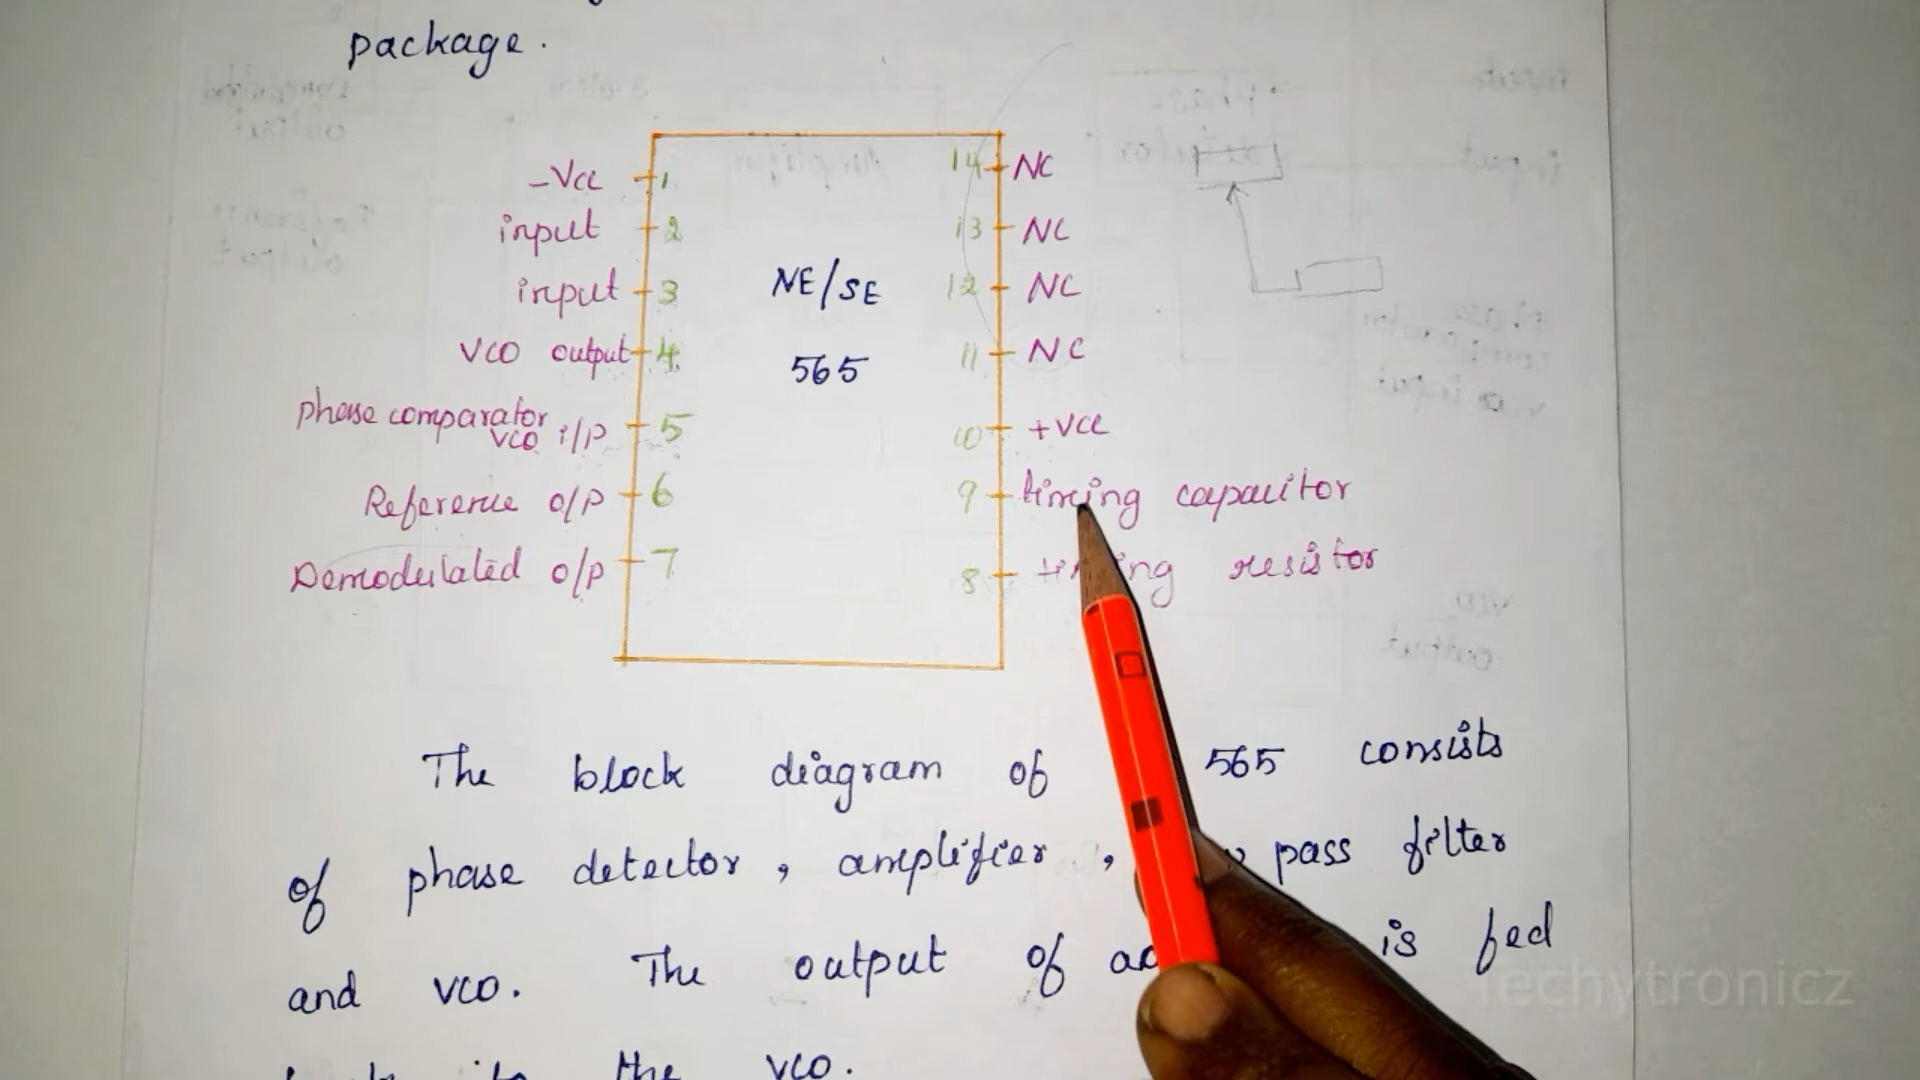 package.
-Vcc 1 14 NC
input 2 13 NC
input 3 NE/SE 12 NC
VCO output 4 565 11 NC
phase comparator
VCO i/p 5 10 +Vcc
Reference o/p 6 9 timing capacitor
Demodulated o/p 7 8 resistor
The block diagram of 565 consists
of phase detector, amplifier, pass filter
and VCO. The output of is fed
the VCO.
Techytronicz